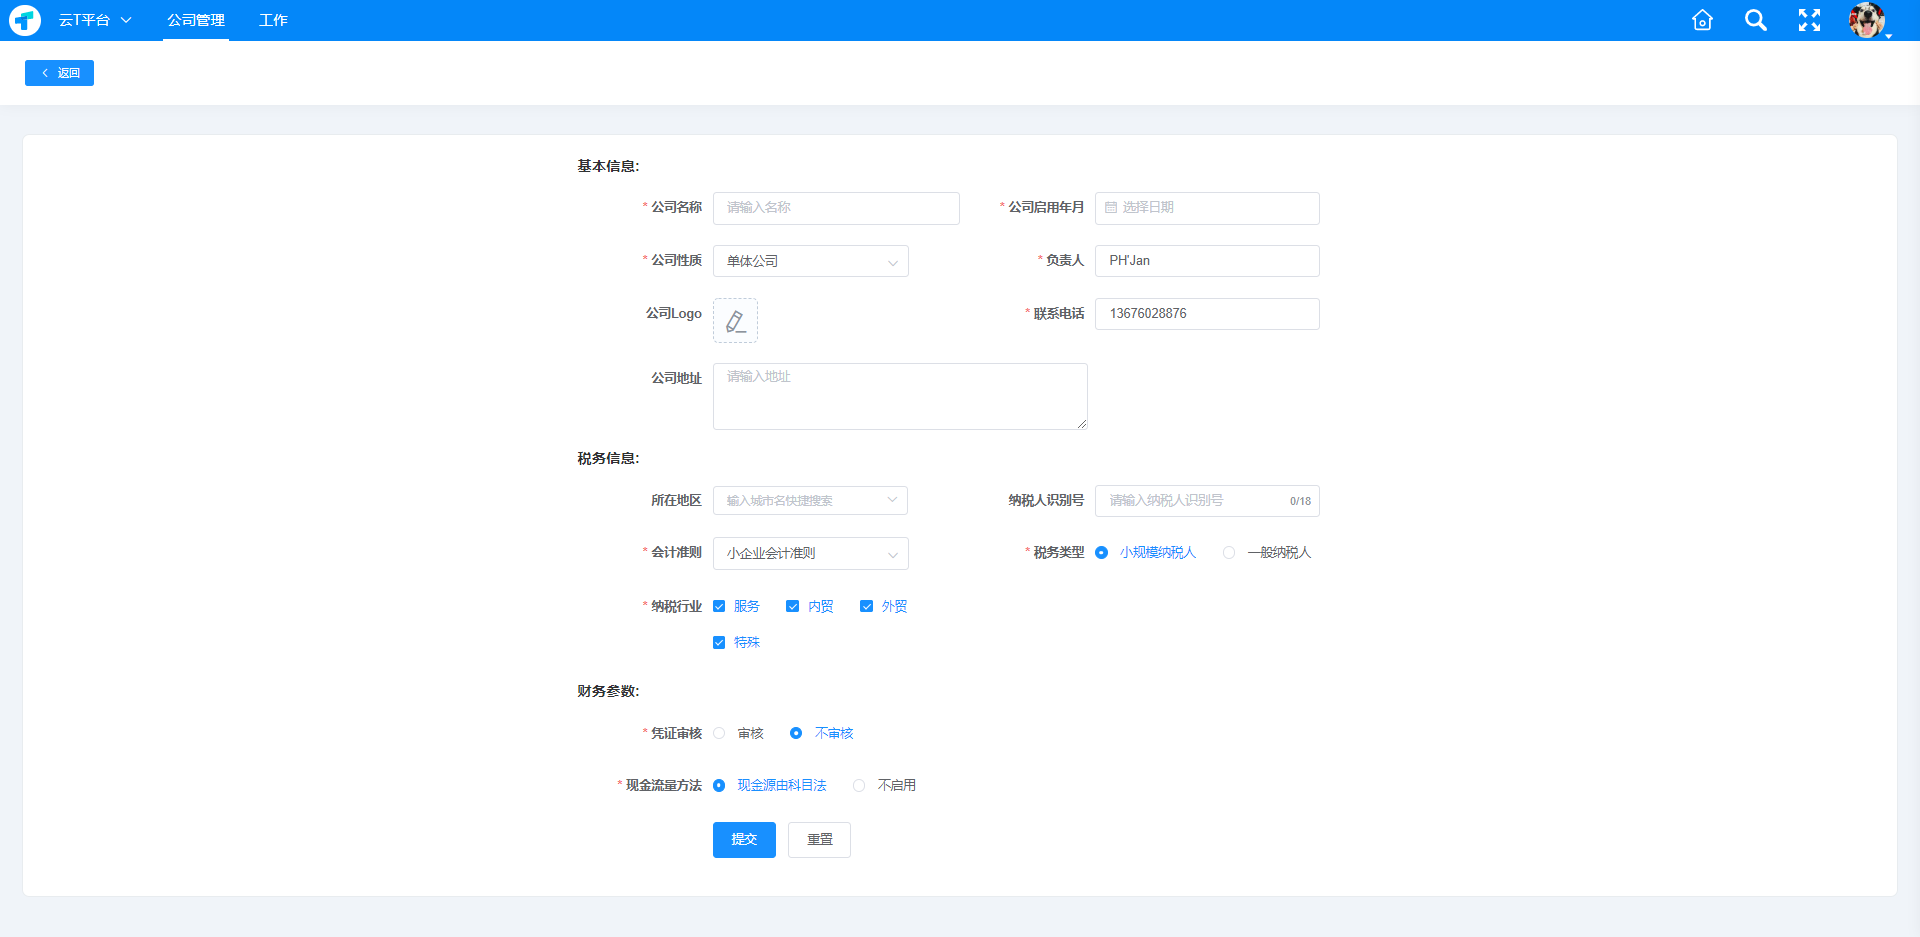 云T平台 公司管理 工作
返回
基本信息:
* 公司名称 请输入名称 * 公司启用年月 选择日期
* 公司性质 单体公司 * 负责人 PH'Jan
公司Logo * 联系电话 13676028876
公司地址 请输入地址
税务信息:
所在地区 输入城市名快捷搜索 纳税人识别号 请输入纳税人识别号 0/18
* 会计准则 小企业会计准则 * 税务类型 小规模纳税人 一般纳税人
* 纳税行业 服务 内贸 外贸
特殊
财务参数:
* 凭证审核 审核 不审核
* 现金流量方法 现金源由科目法 不启用
提交 重置